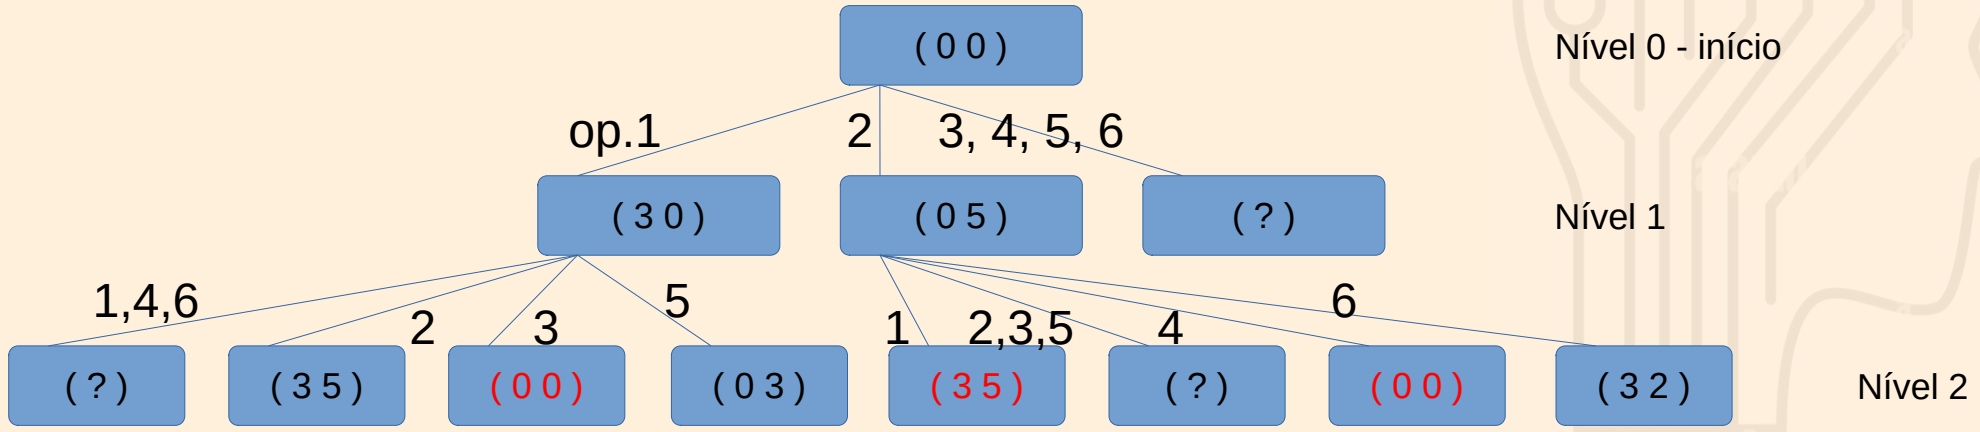 ( 0 0 ) Nível 0 - início
op.1 2 3, 4, 5, 6
( 3 0 ) ( 0 5 ) ( ? ) Nível 1
1,4,6 2 3 5 1 2,3,5 4 6
( ? ) ( 3 5 ) ( 0 0 ) ( 0 3 ) ( 3 5 ) ( ? ) ( 0 0 ) ( 3 2 ) Nível 2